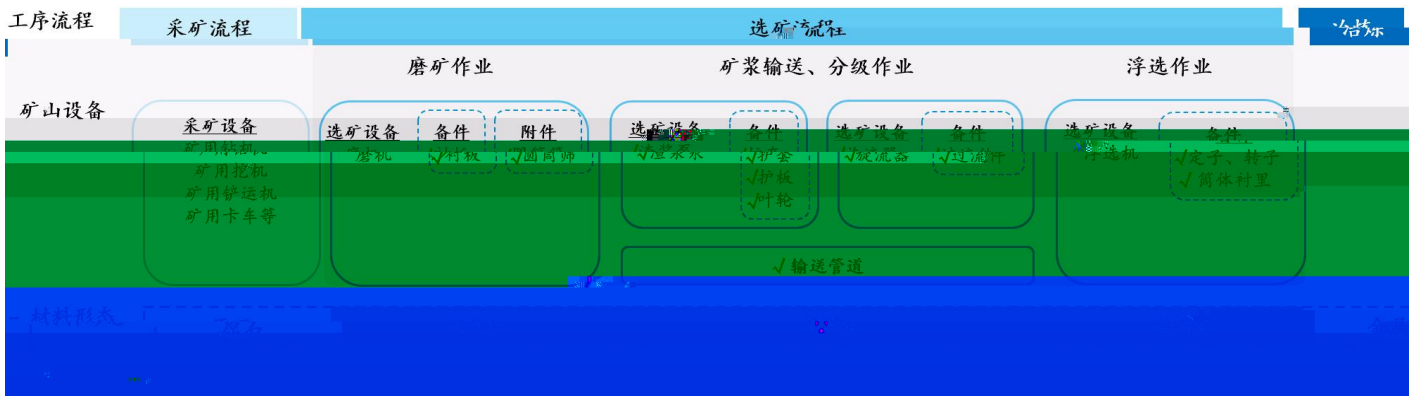 工序流程 采矿流程 选矿流程 冶炼
磨矿作业 矿浆输送、分级作业 浮选作业
矿山设备
采矿设备 选矿设备 备件 附件 选矿设备 备件 选矿设备 备件 选矿设备 备件
矿用钻机 磨机 √衬板 √圆筒筛 √渣浆泵 √护套 √旋流器 √过流件 浮选机 √定子、转子
矿用挖机 √护板 √筒体衬里
矿用铲运机 √叶轮
矿用卡车等
√输送管道
材料形态